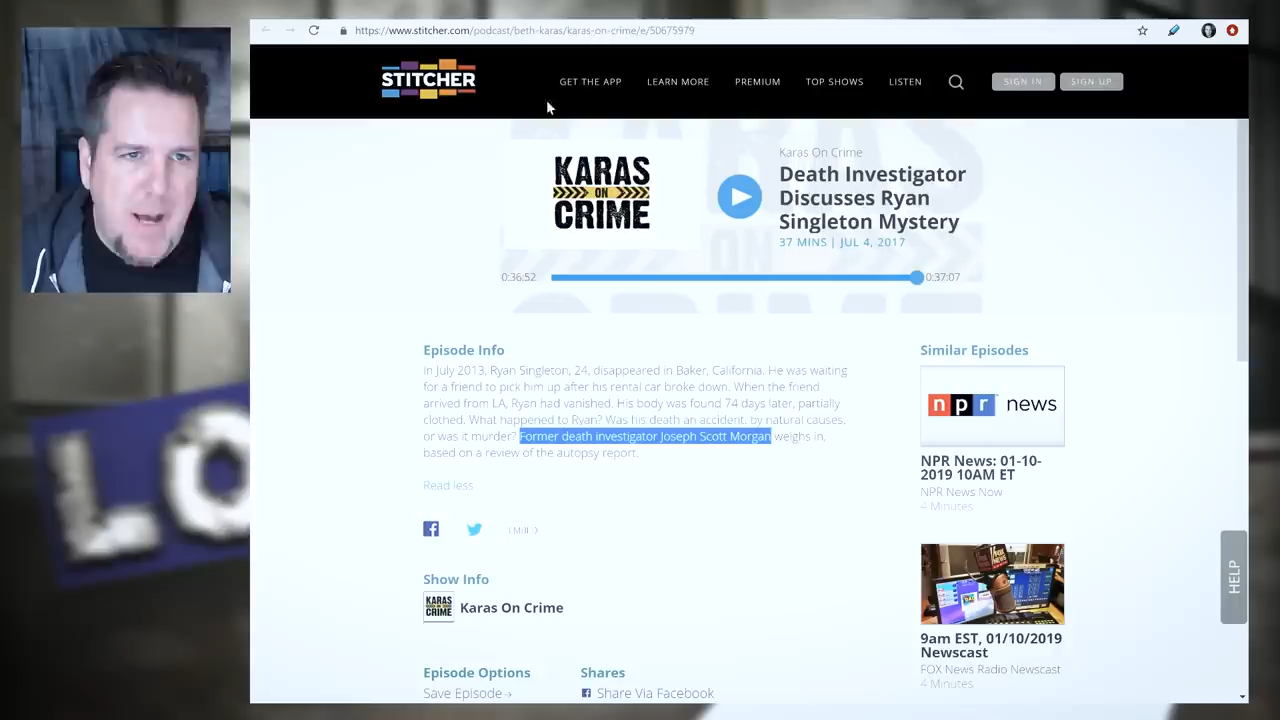 https://www.stitcher.com/podcast/beth-karas/karas-on-crime/e/50675979
STITCHER
GET THE APP
LEARN MORE
PREMIUM
TOP SHOWS
LISTEN
SIGN IN
SIGN UP
KARAS
ON
CRIME
Karas On Crime
Death Investigator
Discusses Ryan
Singleton Mystery
37 MINS | JUL 4, 2017
0:36:52
0:37:07
Episode Info
In July 2013, Ryan Singleton, 24, disappeared in Baker, California. He was waiting
for a friend to pick him up after his rental car broke down. When the friend
arrived from LA, Ryan had vanished. His body was found 74 days later, partially
clothed. What happened to Ryan? Was his death an accident, by natural causes,
or was it murder? Former death investigator Joseph Scott Morgan weighs in,
based on a review of the autopsy report.
Read less
Show Info
KARAS
ON
CRIME
Karas On Crime
Episode Options
Save Episode→
Shares
Share Via Facebook
Similar Episodes
npr news
NPR News: 01-10-
2019 10AM ET
NPR News Now
4 Minutes
9am EST, 01/10/2019
Newscast
FOX News Radio Newscast
4 Minutes
HELP
LO